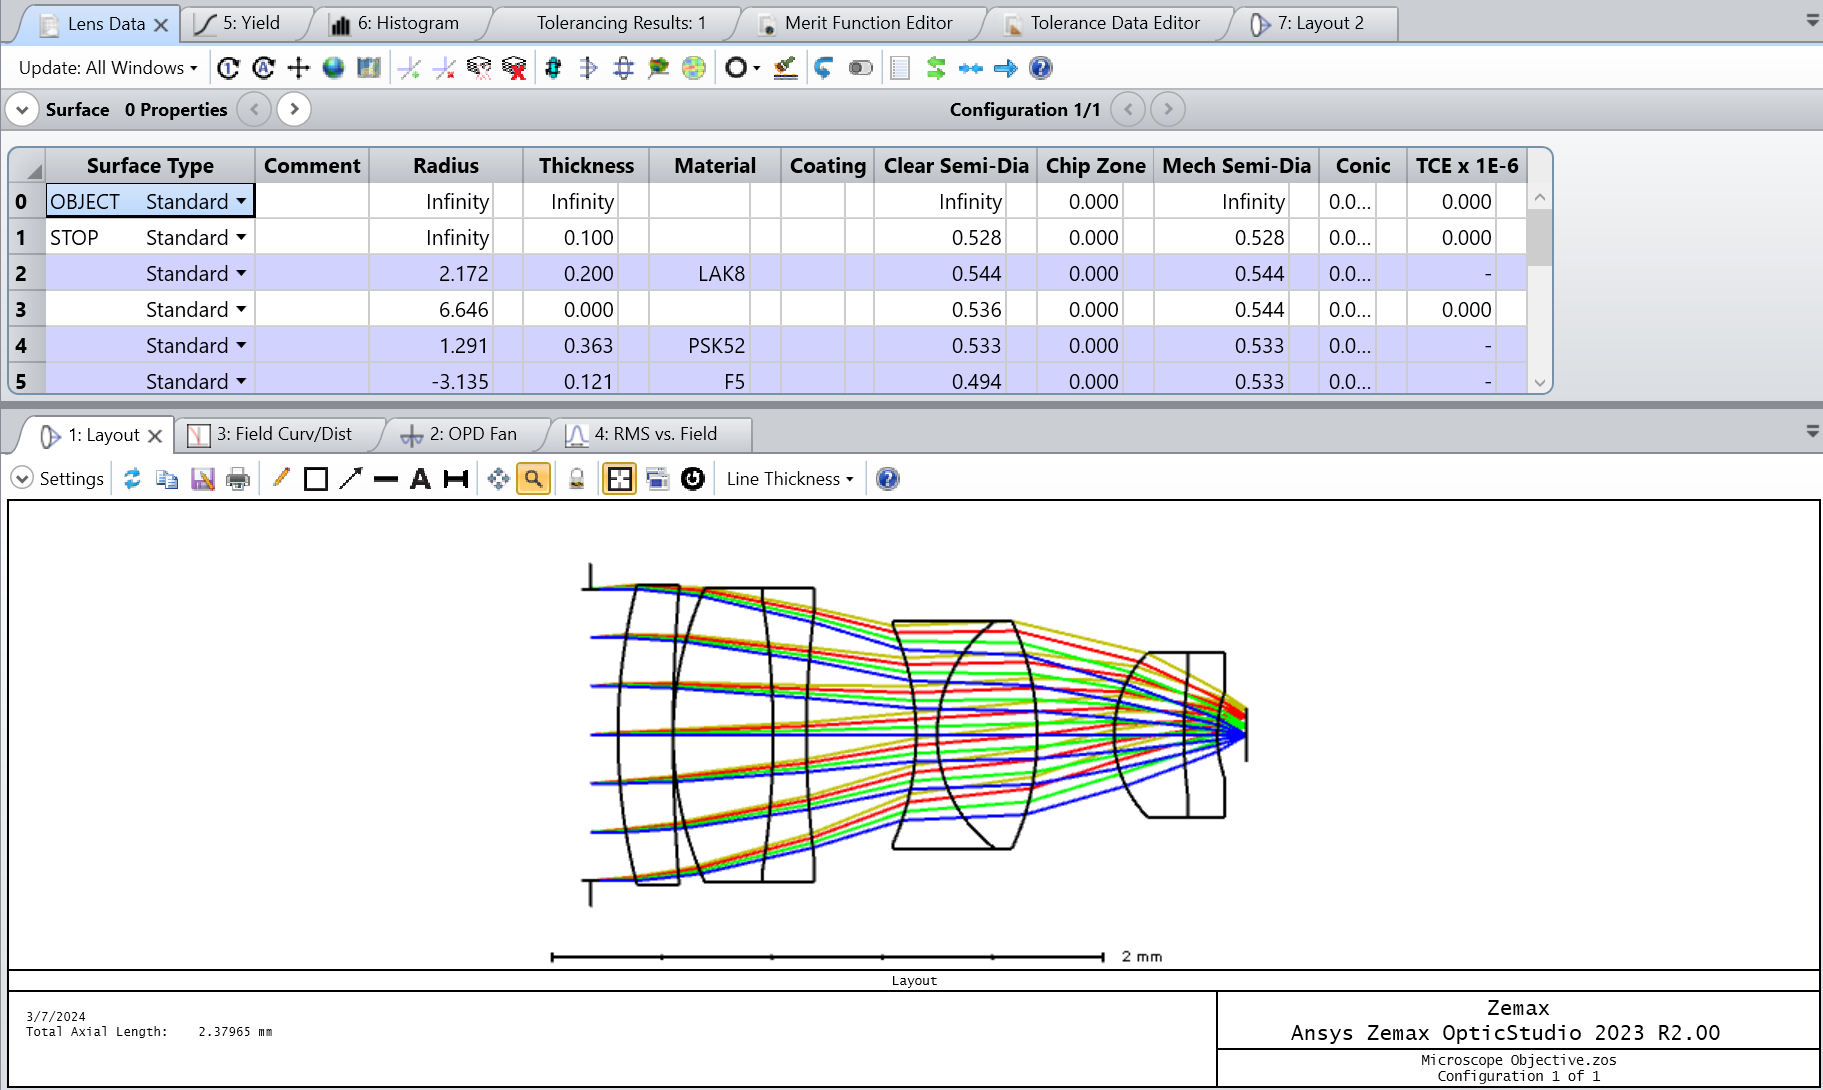 Lens Data 5: Yield 6: Histogram Tolerancing Results: 1 Merit Function Editor Tolerance Data Editor 7: Layout 2
Update: All Windows
Surface 0 Properties Configuration 1/1
Surface Type Comment Radius Thickness Material Coating Clear Semi-Dia Chip Zone Mech Semi-Dia Conic TCE x 1E-6
0 OBJECT Standard Infinity Infinity Infinity 0.000 Infinity 0.0... 0.000
1 STOP Standard Infinity 0.100 0.528 0.000 0.528 0.0... 0.000
2 Standard 2.172 0.200 LAK8 0.544 0.000 0.544 0.0... -
3 Standard 6.646 0.000 0.536 0.000 0.544 0.0... 0.000
4 Standard 1.291 0.363 PSK52 0.533 0.000 0.533 0.0... -
5 Standard -3.135 0.121 F5 0.494 0.000 0.533 0.0... -
1: Layout 3: Field Curv/Dist 2: OPD Fan 4: RMS vs. Field
Settings A Line Thickness
2 mm
Layout
3/7/2024
Total Axial Length: 2.37965 mm
Zemax
Ansys Zemax OpticStudio 2023 R2.00
Microscope Objective.zos
Configuration 1 of 1